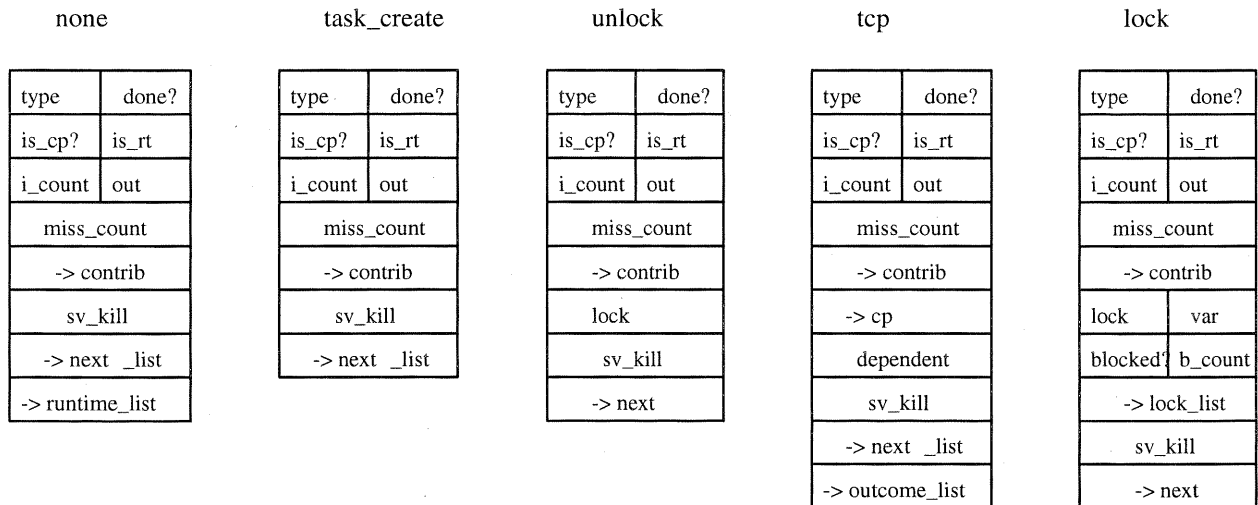 none task_create unlock tcp lock
type done? type done? type done? type done? type done?
is_cp? is_rt is_cp? is_rt is_cp? is_rt is_cp? is_rt is_cp? is_rt
i_count out i_count out i_count out i_count out i_count out
miss_count miss_count miss_count miss_count miss_count
-> contrib -> contrib -> contrib -> contrib -> contrib
sv_kill sv_kill lock -> cp lock var
-> next _list -> next _list sv_kill dependent blocked? b_count
-> runtime_list -> next sv_kill -> lock_list
-> next _list sv_kill
-> outcome_list -> next